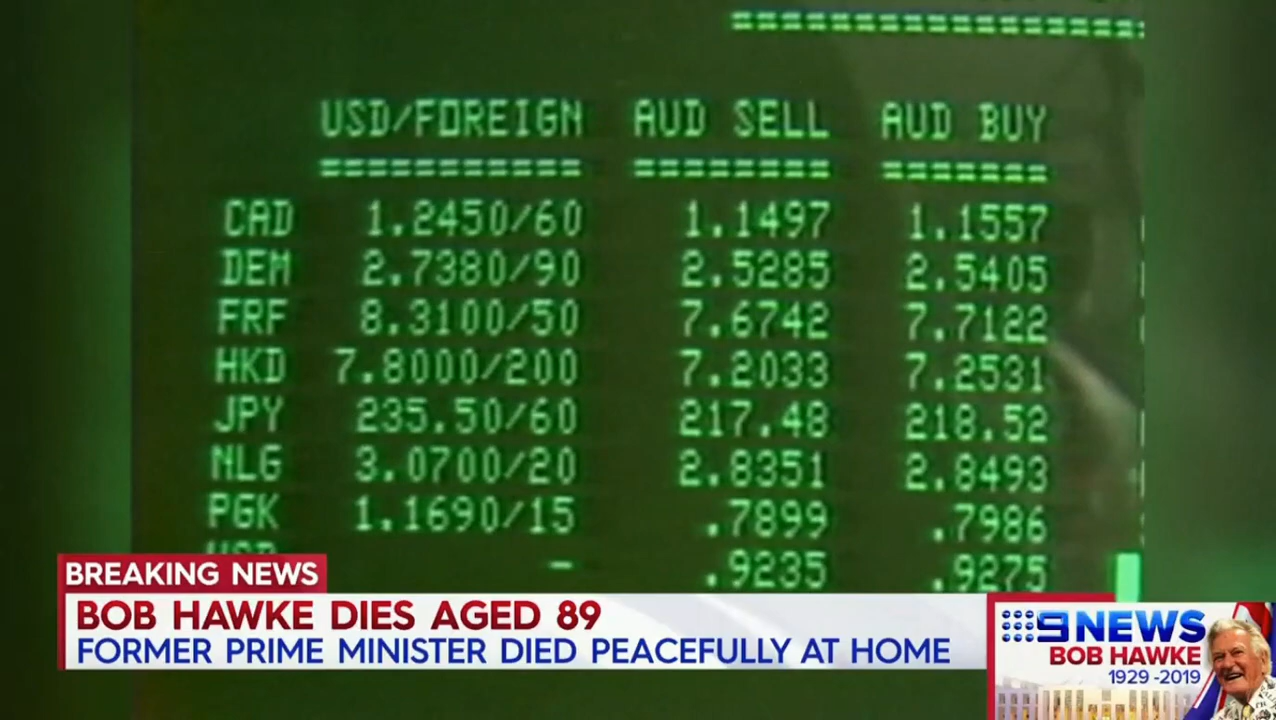 ======================
USD/FOREIGN AUD SELL AUD BUY
=========== ======== =======
CAD 1.2450/60 1.1497 1.1557
DEM 2.7380/90 2.5285 2.5405
FRF 8.3100/50 7.6742 7.7122
HKD 7.8000/200 7.2033 7.2531
JPY 235.50/60 217.48 218.52
NLG 3.0700/20 2.8351 2.8493
PGK 1.1690/15 .7899 .7986
- .9235 .9275
BREAKING NEWS
BOB HAWKE DIES AGED 89
FORMER PRIME MINISTER DIED PEACEFULLY AT HOME
9NEWS
BOB HAWKE
1929 -2019